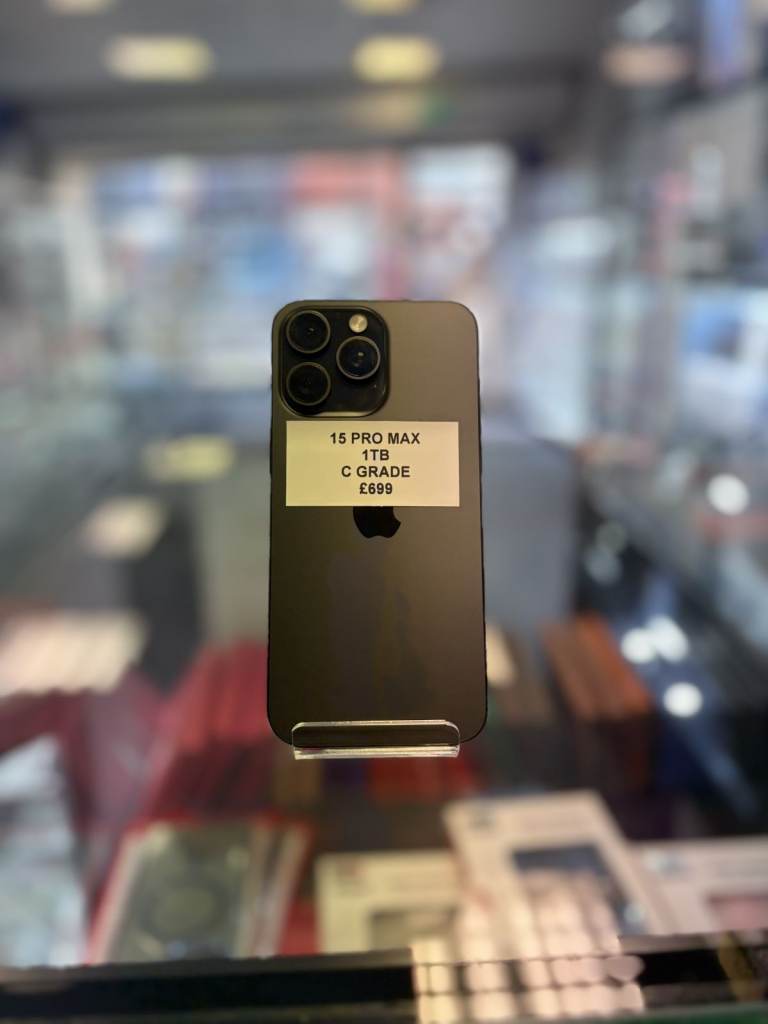 15 PRO MAX
1TB
C GRADE
£699